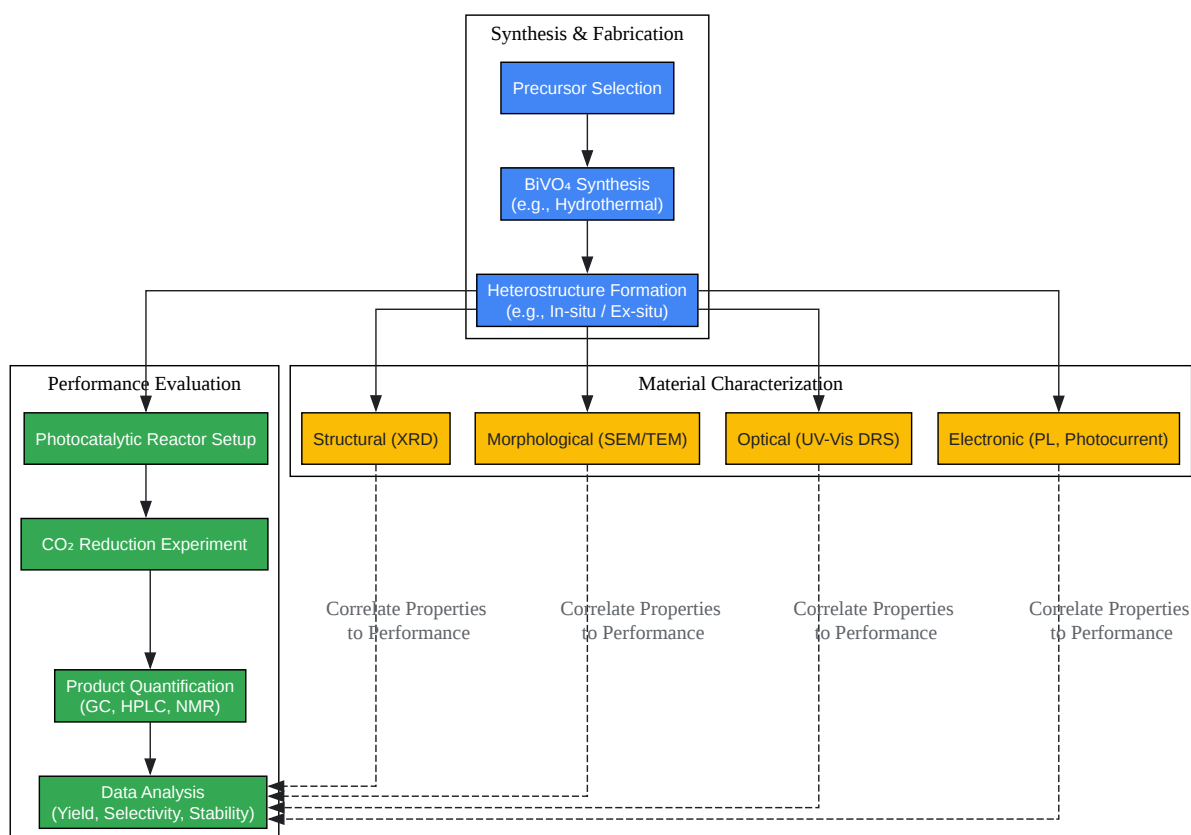 Synthesis & Fabrication
Precursor Selection
BiVO₄ Synthesis
(e.g., Hydrothermal)
Heterostructure Formation
(e.g., In-situ / Ex-situ)
Performance Evaluation
Material Characterization
Photocatalytic Reactor Setup
Structural (XRD)
Morphological (SEM/TEM)
Optical (UV-Vis DRS)
Electronic (PL, Photocurrent)
CO₂ Reduction Experiment
Correlate Properties
to Performance
Correlate Properties
to Performance
Correlate Properties
to Performance
Correlate Properties
to Performance
Product Quantification
(GC, HPLC, NMR)
Data Analysis
(Yield, Selectivity, Stability)